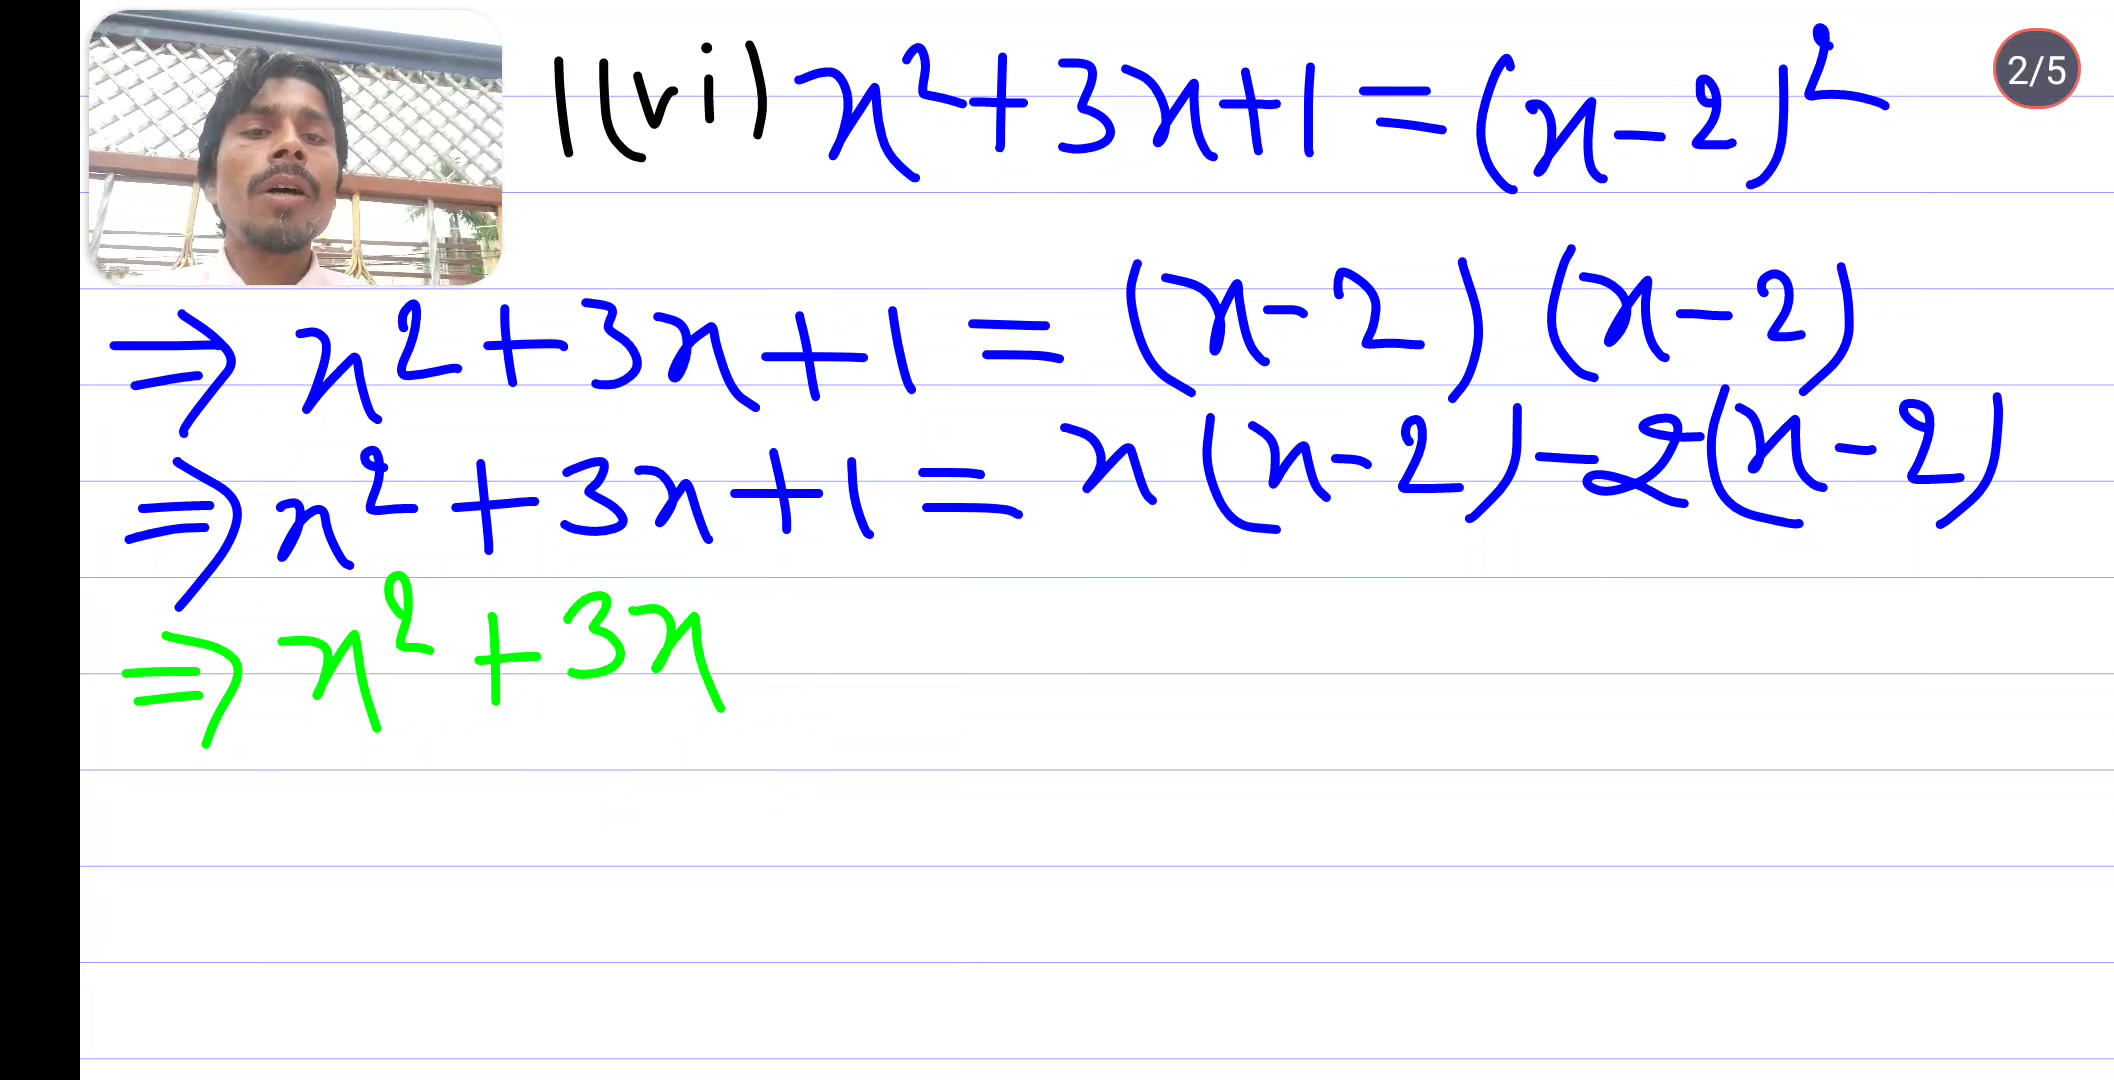 1(vi) x²+3x+1=(x-2)²
2/5
⇒ x²+3x+1=(x-2)(x-2)
⇒ x²+3x+1=x(x-2)-2(x-2)
⇒ x²+3x